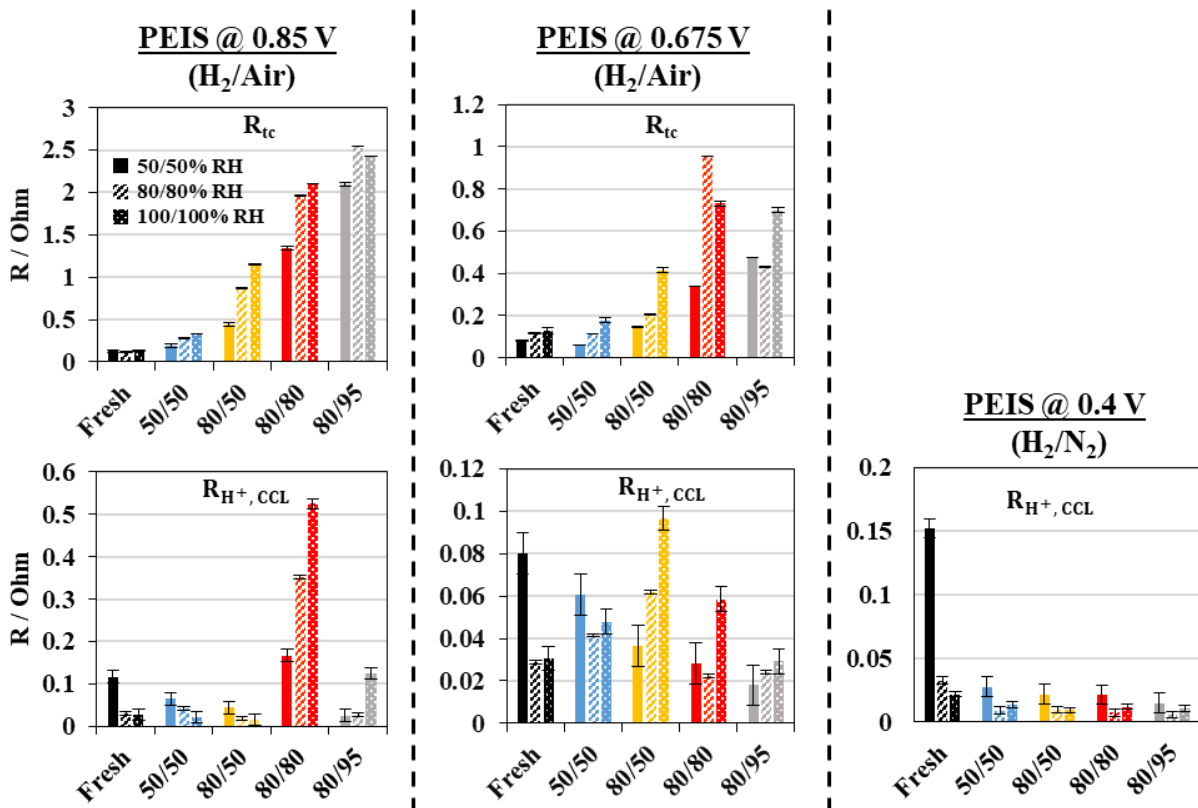 PEIS @ 0.85 V
(H2/Air)
R / Ohm
3
2.5
2
1.5
1
0.5
0
Rtc
50/50% RH
80/80% RH
100/100% RH
Fresh
50/50
80/50
80/80
80/95
R / Ohm
0.6
0.5
0.4
0.3
0.2
0.1
0
RH+, CCL
Fresh
50/50
80/50
80/80
80/95
PEIS @ 0.675 V
(H2/Air)
1.2
1
0.8
0.6
0.4
0.2
0
Rtc
Fresh
50/50
80/50
80/80
80/95
0.12
0.1
0.08
0.06
0.04
0.02
0
RH+, CCL
Fresh
50/50
80/50
80/80
80/95
PEIS @ 0.4 V
(H2/N2)
0.2
0.15
0.1
0.05
0
RH+, CCL
Fresh
50/50
80/50
80/80
80/95